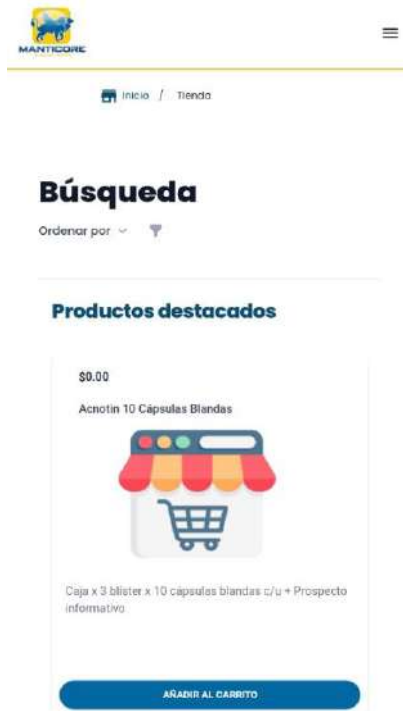 MANTICORE
Inicio / Tienda
Búsqueda
Ordenar por
Productos destacados
$0.00
Acnotin 10 Cápsulas Blandas
Caja x 3 blister x 10 cápsulas blandas c/u + Prospecto
informativo
AÑADIR AL CARRITO